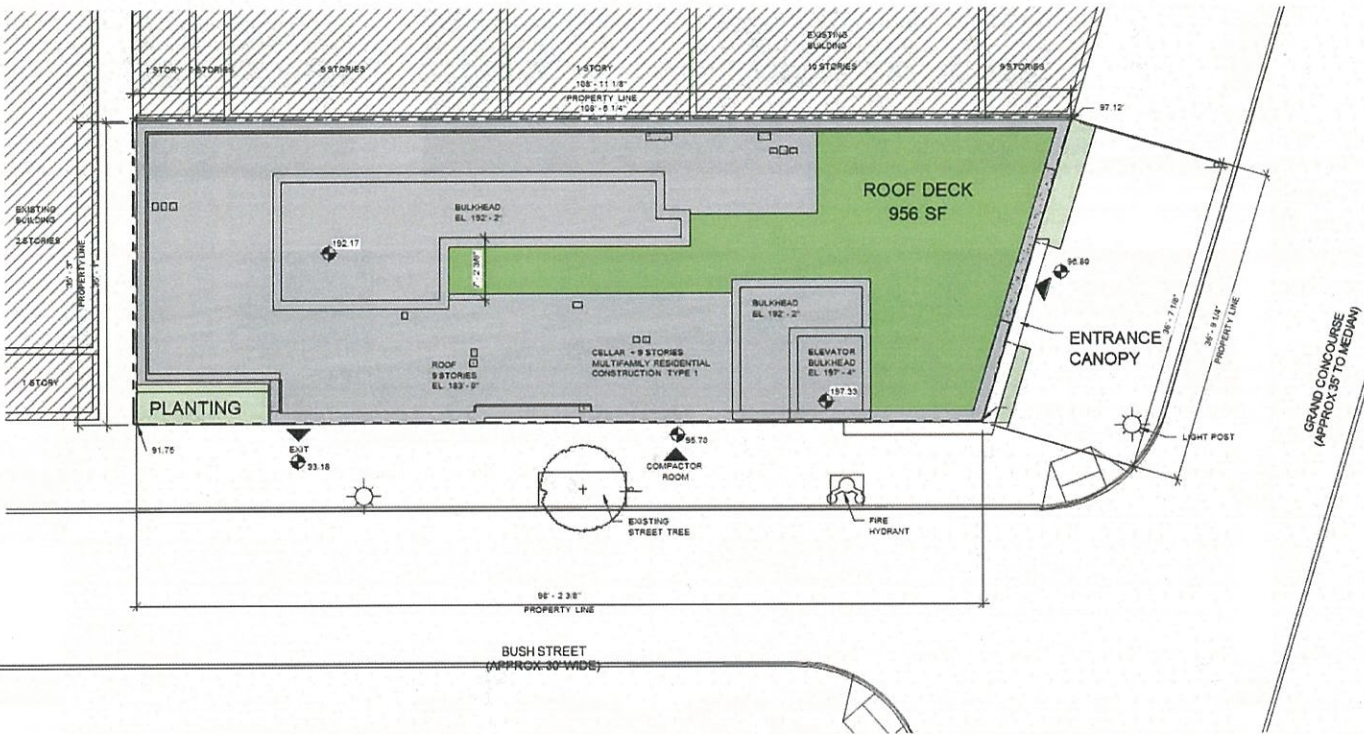 EXISTING
BUILDING
10 STORIES
1 STORY
9 STORIES
1 STORY
9 STORIES
108' - 11 1/8"
PROPERTY LINE
108' - 6 1/4"
97.12'
EXISTING
BUILDING
2 STORIES
1 STORY
PROPERTY LINE
ROOF DECK
956 SF
BULKHEAD
EL. 192' - 2"
192.17
7' - 2 3/8"
BULKHEAD
EL. 192' - 2"
ELEVATOR
BULKHEAD
EL. 197' - 4"
197.33
ROOF
9 STORIES
EL. 183' - 8"
CELLAR + 9 STORIES
MULTIFAMILY RESIDENTIAL
CONSTRUCTION TYPE 1
96.80
ENTRANCE
CANOPY
36' - 7 1/8"
36' - 9 1/4"
PROPERTY LINE
GRAND CONCOURSE
(APPROX 35' TO MEDIAN)
PLANTING
91.75
EXIT
93.18
95.70
COMPACTOR
ROOM
LIGHT POST
EXISTING
STREET TREE
FIRE
HYDRANT
96' - 2 3/8"
PROPERTY LINE
BUSH STREET
(APPROX. 30' WIDE)